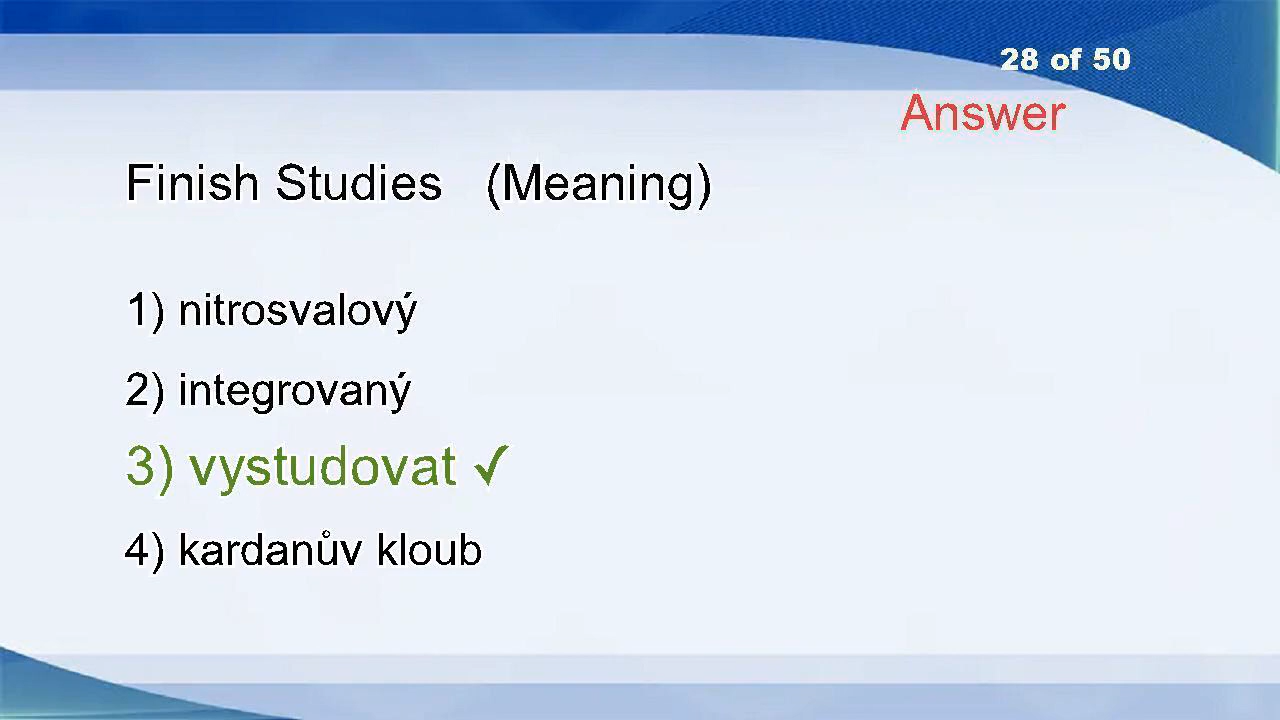 28 of 50
Answer
Finish Studies (Meaning)
1) nitrosvalový
2) integrovaný
3) vystudovat ✓
4) kardanův kloub